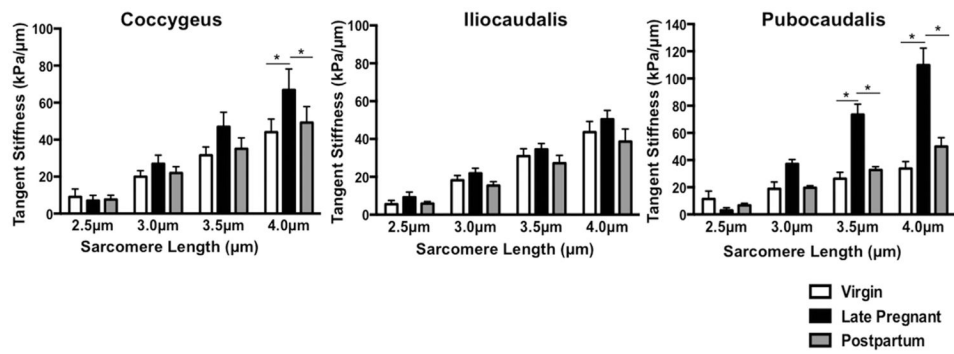 Coccygeus
Tangent Stiffness (kPa/μm)
100
80
60
40
20
0
* *
2.5μm 3.0μm 3.5μm 4.0μm
Sarcomere Length (μm)
Iliocaudalis
Tangent Stiffness (kPa/μm)
100
80
60
40
20
0
2.5μm 3.0μm 3.5μm 4.0μm
Sarcomere Length (μm)
Pubocaudalis
Tangent Stiffness (kPa/μm)
140
120
100
80
60
40
20
0
* *
* *
2.5μm 3.0μm 3.5μm 4.0μm
Sarcomere Length (μm)
Virgin
Late Pregnant
Postpartum